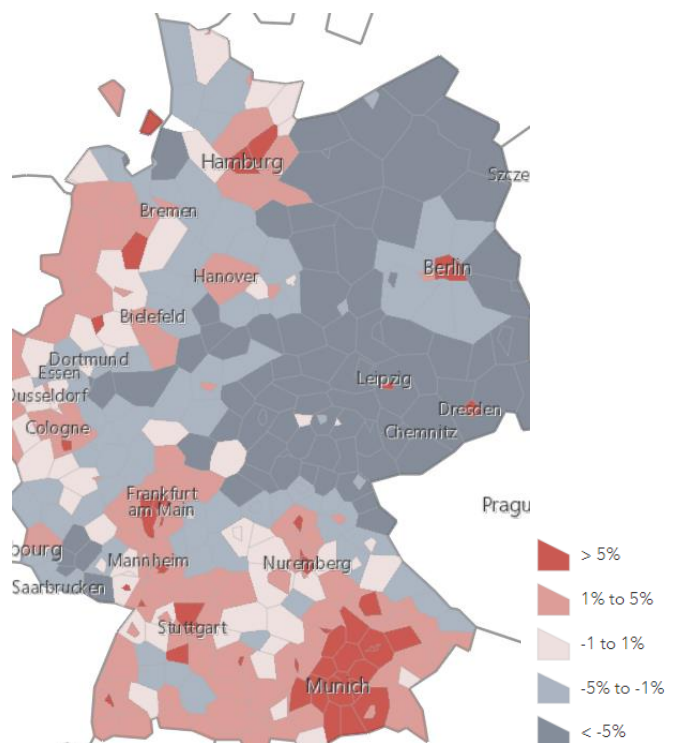 Hamburg
Szcze
Bremen
Berlin
Hanover
Bielefeld
Dortmund
Essen
Dusseldorf
Leipzig
Dresden
Cologne
Chemnitz
Frankfurt
am Main
Pragu
bourg
Mannheim
Nuremberg
Saarbrucken
Stuttgart
Munich
> 5%
1% to 5%
-1 to 1%
-5% to -1%
< -5%